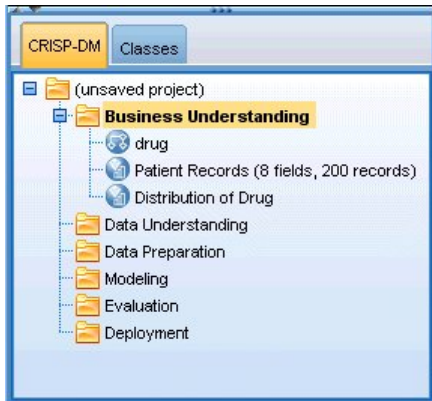 CRISP-DM Classes
(unsaved project)
Business Understanding
drug
Patient Records (8 fields, 200 records)
Distribution of Drug
Data Understanding
Data Preparation
Modeling
Evaluation
Deployment